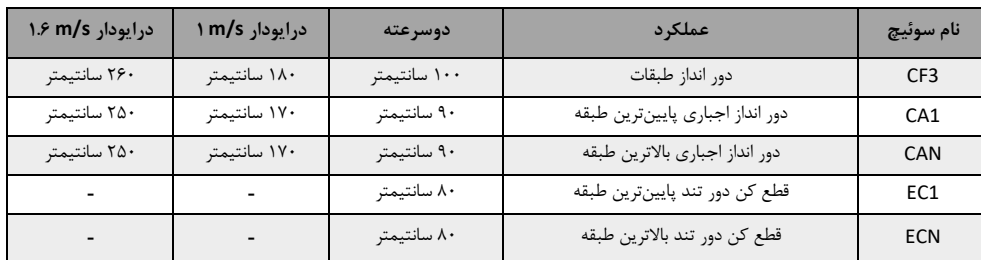 نام سوئیچ عملکرد دوسرعته درایودار ۱ m/s درایودار ۱.۶ m/s
CF3 دور انداز طبقات ۱۰۰ سانتیمتر ۱۸۰ سانتیمتر ۲۶۰ سانتیمتر
CA1 دور انداز اجباری پایین‌ترین طبقه ۹۰ سانتیمتر ۱۷۰ سانتیمتر ۲۵۰ سانتیمتر
CAN دور انداز اجباری بالاترین طبقه ۹۰ سانتیمتر ۱۷۰ سانتیمتر ۲۵۰ سانتیمتر
EC1 قطع کن دور تند پایین‌ترین طبقه ۸۰ سانتیمتر - -
ECN قطع کن دور تند بالاترین طبقه ۸۰ سانتیمتر - -